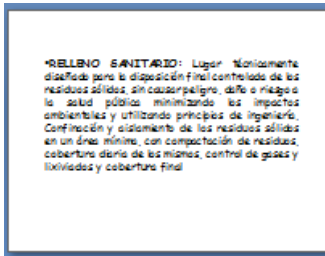 •RELLENO SANITARIO: Lugar técnicamente
diseñado para la disposición final controlada de los
residuos sólidos, sin causar peligro, daño o riesgo a
la salud pública minimizando los impactos
ambientales y utilizando principios de ingeniería.
Confinación y aislamiento de los residuos sólidos
en un área mínima, con compactación de residuos,
cobertura diaria de los mismos, control de gases y
lixiviados y cobertura final